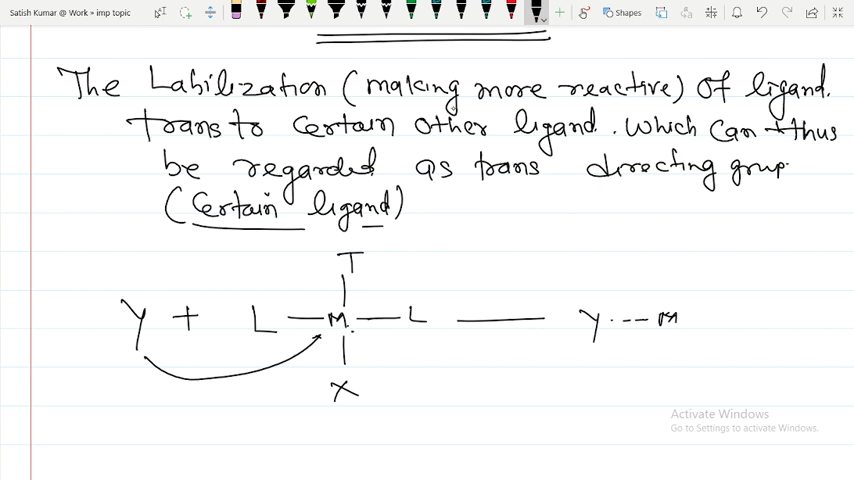 Satish Kumar @ Work » imp topic
Shapes
The Labilization (making more reactive) of ligand.
trans to certain other ligand. which can thus
be regarded as trans directing grup.
(Certain ligand)
T
Y + L — M — L —— Y --- M
X
Activate Windows
Go to Settings to activate Windows.